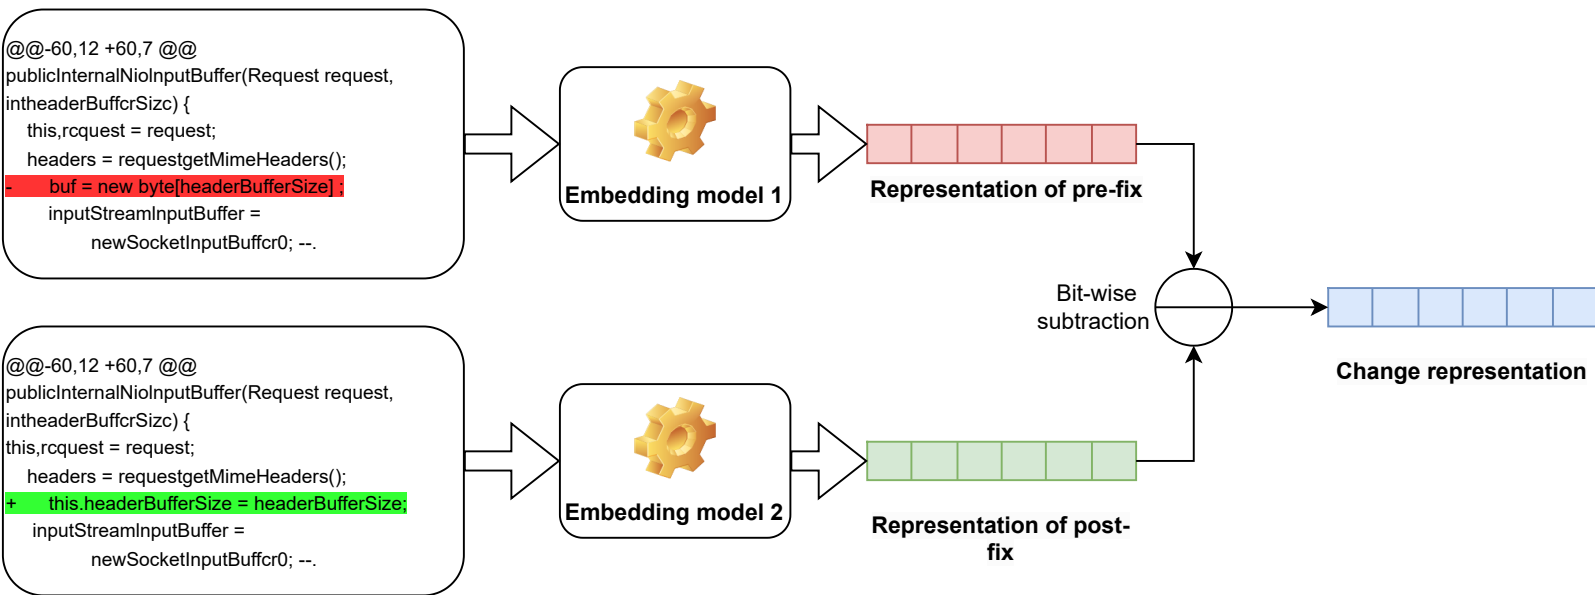 @@-60,12 +60,7 @@
publicInternalNioInputBuffer(Request request,
intheaderBuffcrSizc) {
this,rcquest = request;
headers = requestgetMimeHeaders();
- buf = new byte[headerBufferSize] ;
inputStreamInputBuffer =
newSocketInputBuffcr0; --.
Embedding model 1
Representation of pre-fix
Bit-wise
subtraction
Change representation
@@-60,12 +60,7 @@
publicInternalNioInputBuffer(Request request,
intheaderBuffcrSizc) {
this,rcquest = request;
headers = requestgetMimeHeaders();
+ this.headerBufferSize = headerBufferSize;
inputStreamInputBuffer =
newSocketInputBuffcr0; --.
Embedding model 2
Representation of post-
fix